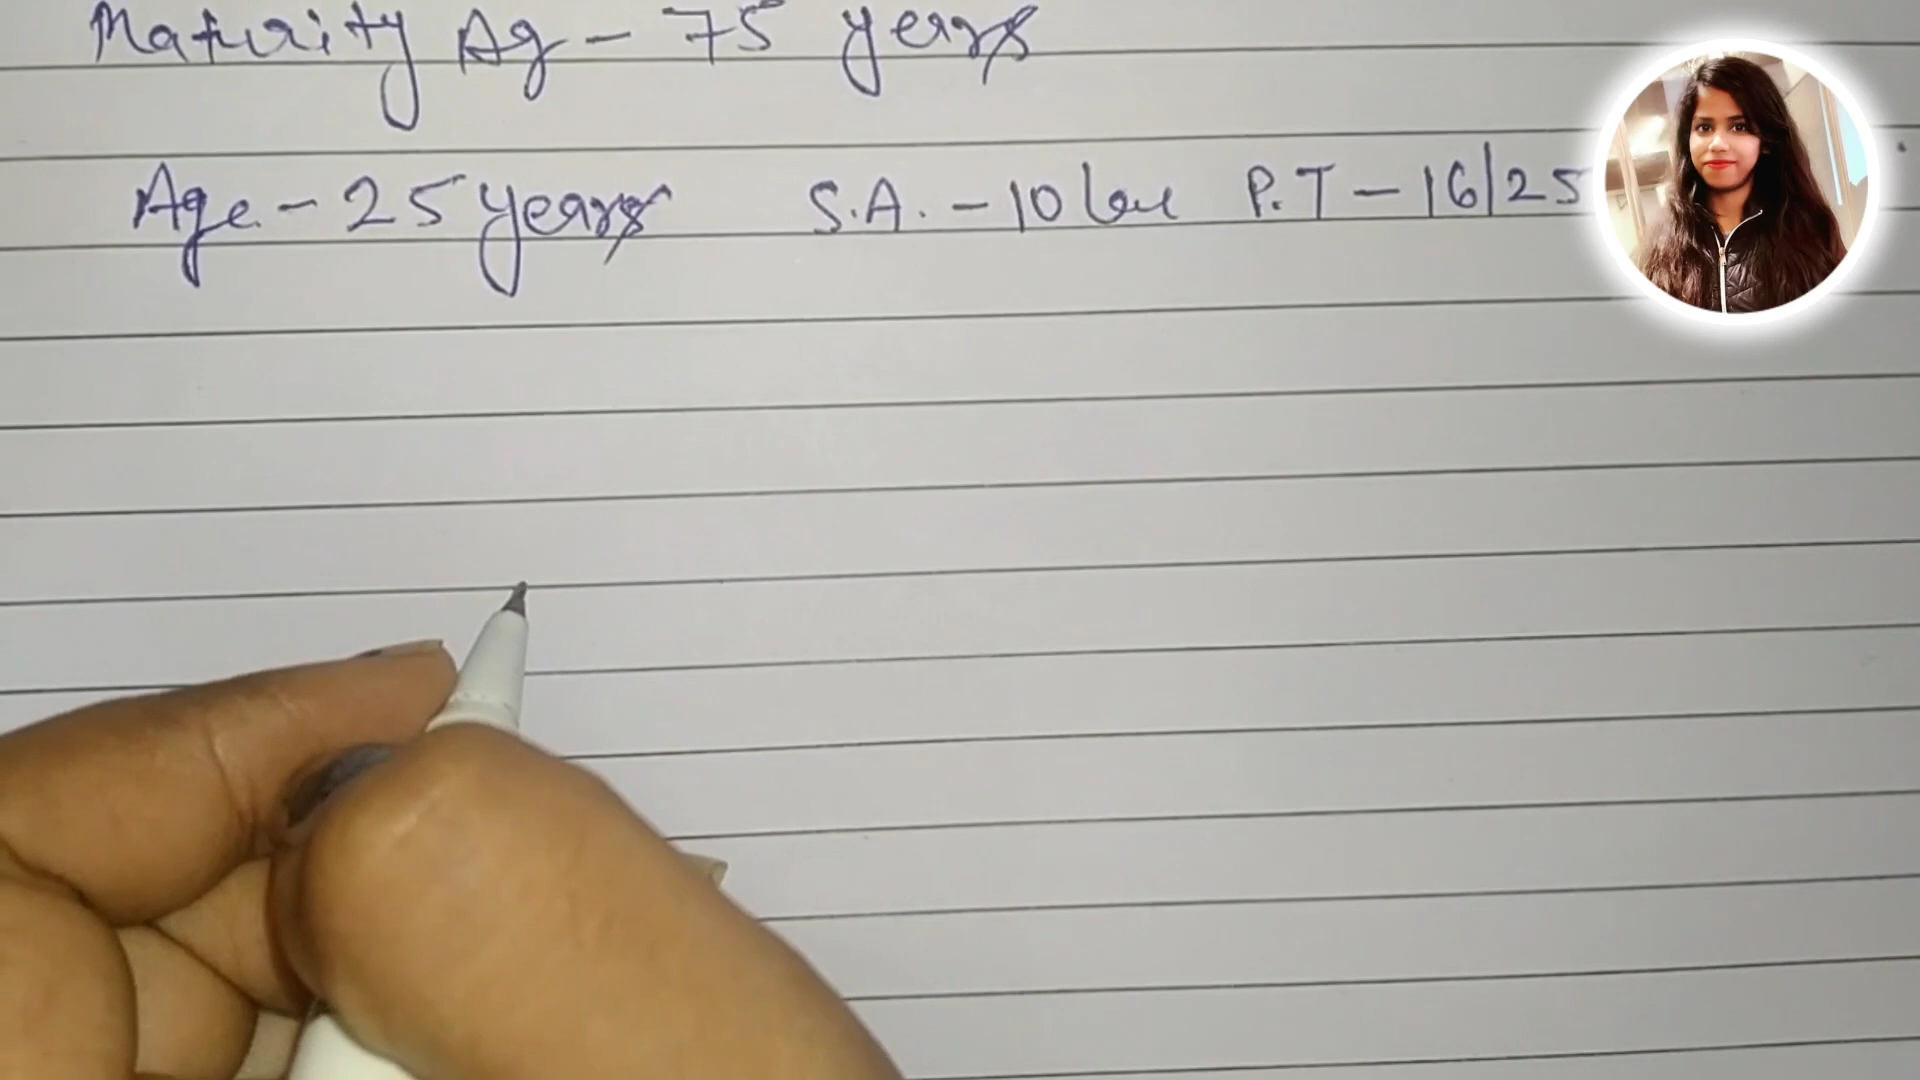 Maturity Ag - 75 years
Age - 25 years S.A. - 10 lac P.T - 16/25